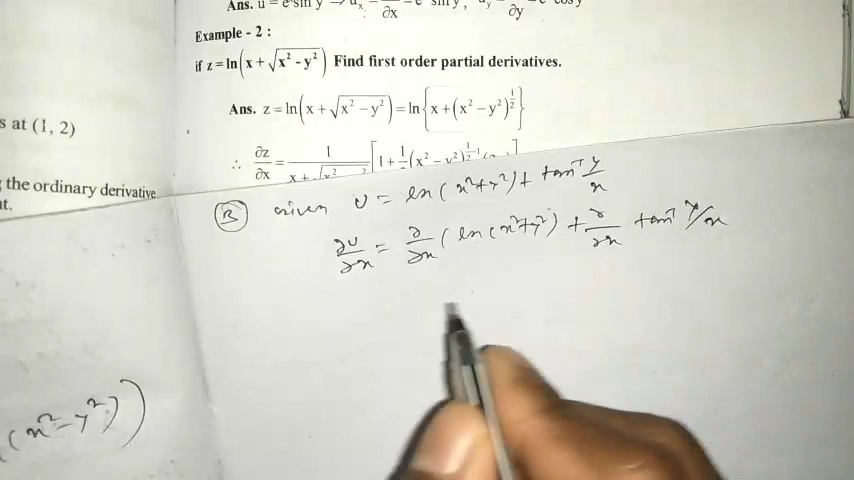 Ans. u = e^x sin y
∂x
sin y, u_y
∂y
cos y
Example - 2 :
if z = ln(x + √(x² - y²)) Find first order partial derivatives.
Ans. z = ln(x + √(x² − y²)) = ln{x + (x² − y²)^(1/2)}
∴ ∂z/∂x = 1/(x + √(x²
[1 + 1/2 (x² − y²)^(1/2 − 1)
s at (1, 2)
the ordinary derivative
nt.
③ Given U = ln(x²+y²) + tan⁻¹ y/x
∂U/∂x = ∂/∂x (ln(x²+y²) + ∂/∂x tan⁻¹ y/x
(x² − y²))